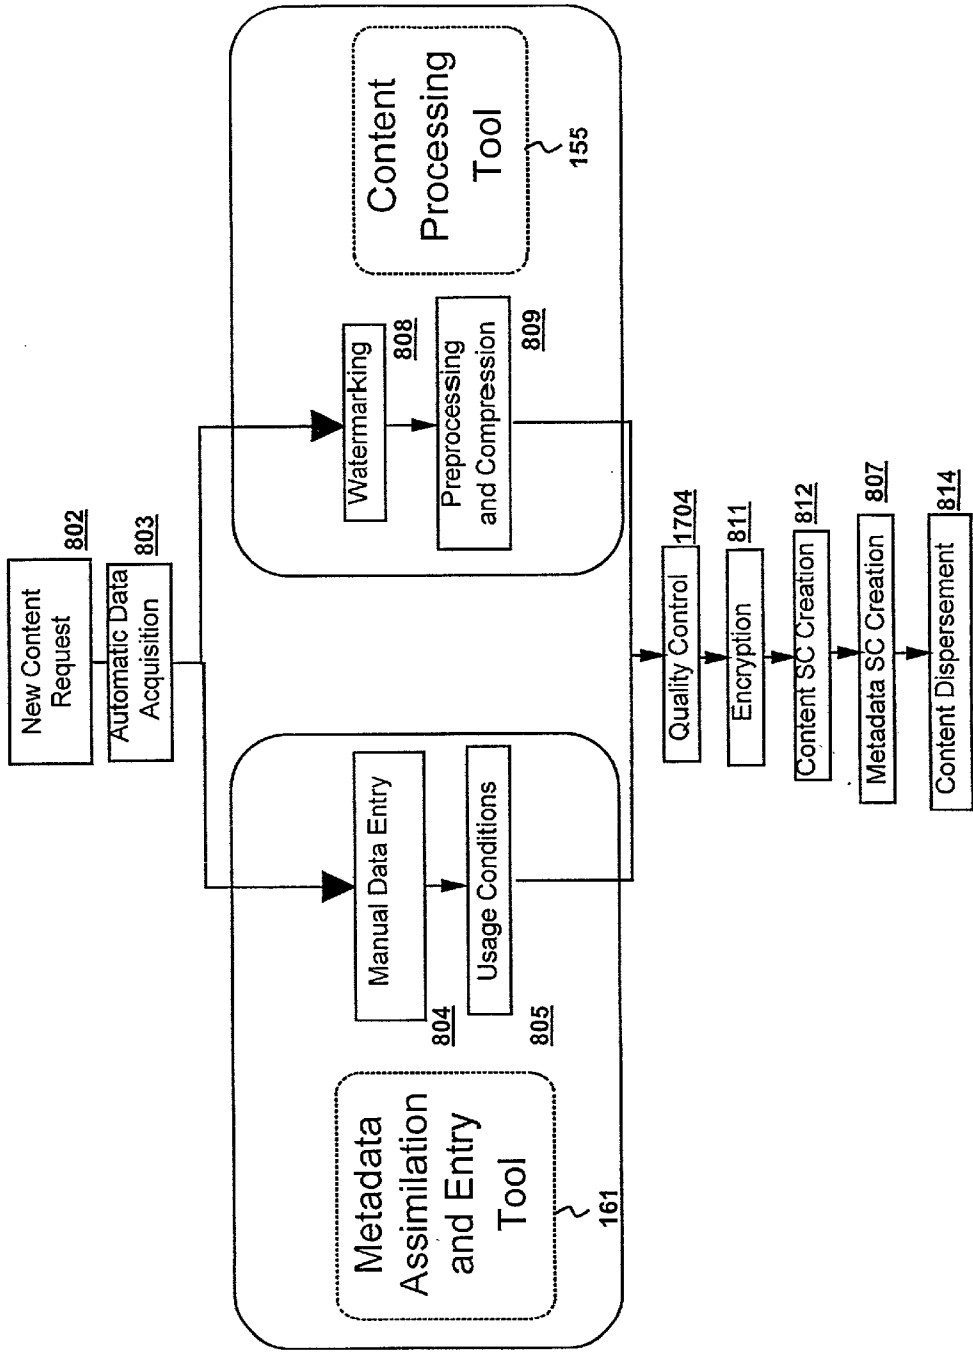 New Content
Request
802
Automatic Data
Acquisition
803
Metadata
Assimilation
and Entry
Tool
161
Manual Data Entry
804
Usage Conditions
805
Watermarking
808
Preprocessing
and Compression
809
Content
Processing
Tool
155
Quality Control
1704
Encryption
811
Content SC Creation
812
Metadata SC Creation
807
Content Dispersement
814